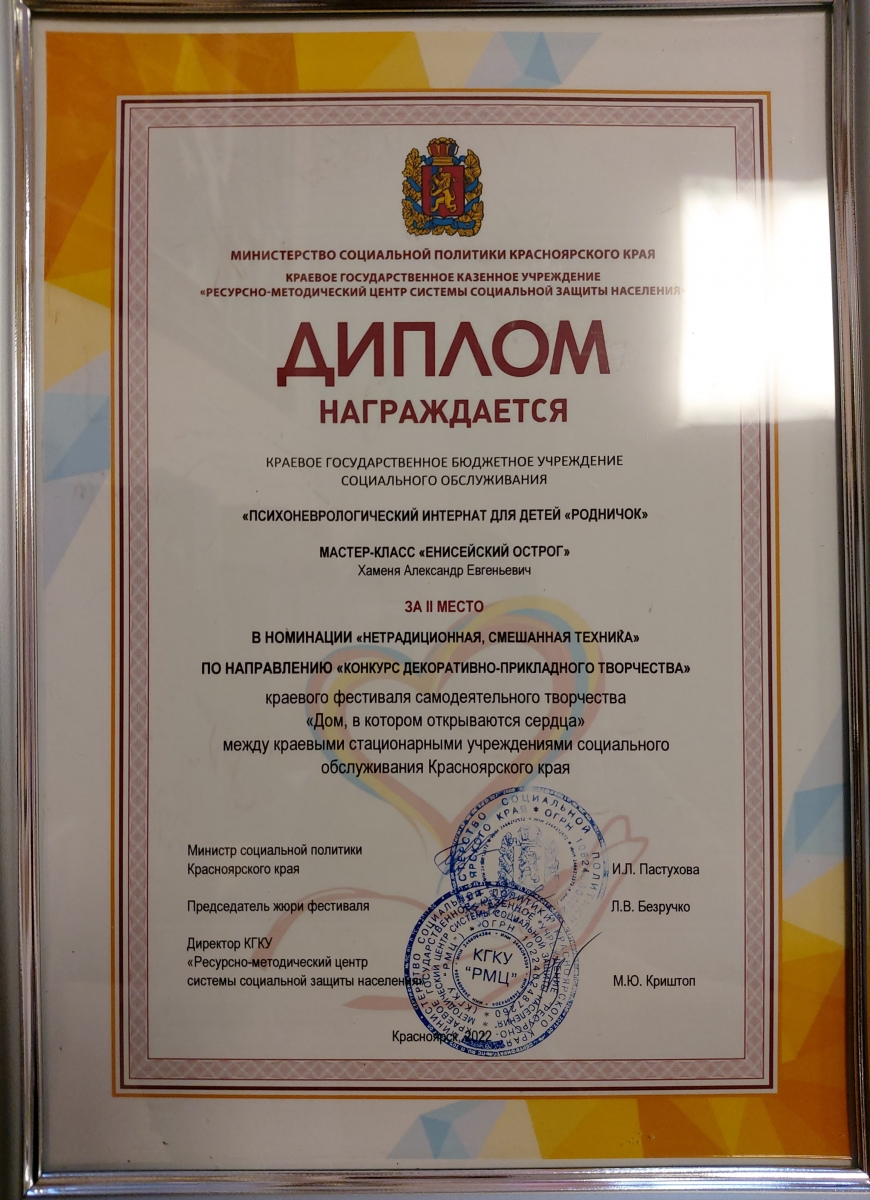 МИНИСТЕРСТВО СОЦИАЛЬНОЙ ПОЛИТИКИ КРАСНОЯРСКОГО КРАЯ
КРАЕВОЕ ГОСУДАРСТВЕННОЕ КАЗЕННОЕ УЧРЕЖДЕНИЕ
«РЕСУРСНО-МЕТОДИЧЕСКИЙ ЦЕНТР СИСТЕМЫ СОЦИАЛЬНОЙ ЗАЩИТЫ НАСЕЛЕНИЯ»
ДИПЛОМ
НАГРАЖДАЕТСЯ
КРАЕВОЕ ГОСУДАРСТВЕННОЕ БЮДЖЕТНОЕ УЧРЕЖДЕНИЕ
СОЦИАЛЬНОГО ОБСЛУЖИВАНИЯ
«ПСИХОНЕВРОЛОГИЧЕСКИЙ ИНТЕРНАТ ДЛЯ ДЕТЕЙ «РОДНИЧОК»
МАСТЕР-КЛАСС «ЕНИСЕЙСКИЙ ОСТРОГ»
Хаменя Александр Евгеньевич
ЗА II МЕСТО
В НОМИНАЦИИ «НЕТРАДИЦИОННАЯ, СМЕШАННАЯ ТЕХНИКА»
ПО НАПРАВЛЕНИЮ «КОНКУРС ДЕКОРАТИВНО-ПРИКЛАДНОГО ТВОРЧЕСТВА»
краевого фестиваля самодеятельного творчества
«Дом, в котором открываются сердца»
между краевыми стационарными учреждениями социального
обслуживания Красноярского края
Министр социальной политики
Красноярского края
И.Л. Пастухова
Председатель жюри фестиваля
Л.В. Безручко
Директор КГКУ
«Ресурсно-методический центр
системы социальной защиты населения»
М.Ю. Криштоп
КГКУ
"РМЦ"
Красноярск, 2022